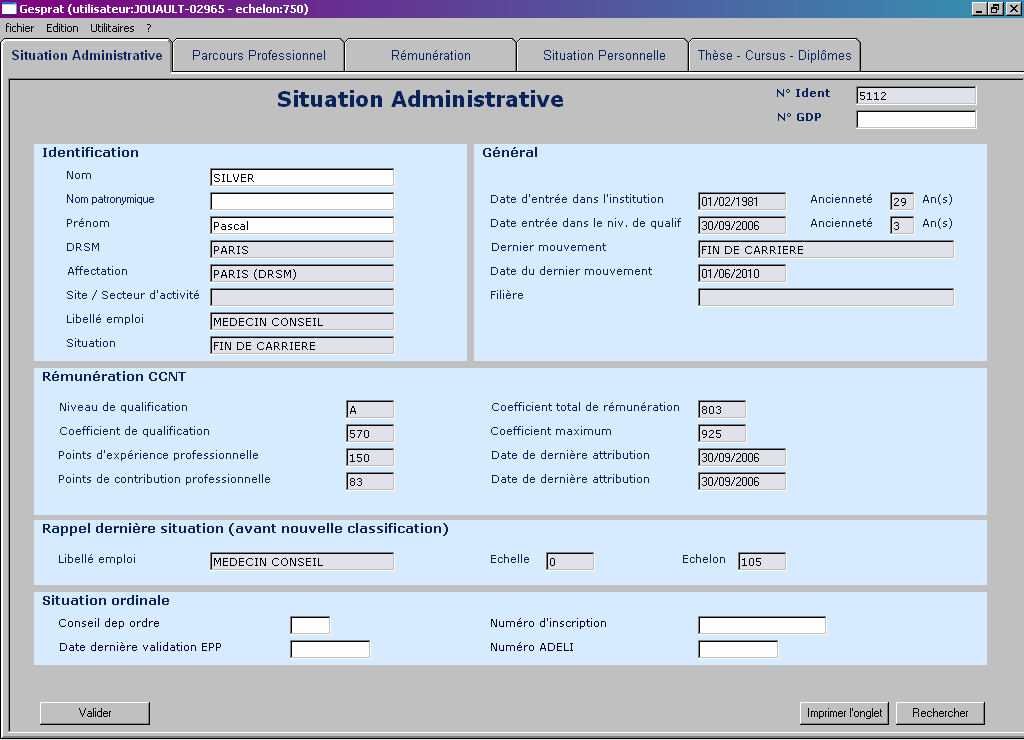 Gesprat (utilisateur:JOUAULT-02965 - echelon:750)
fichier Edition Utilitaires ?
Situation Administrative Parcours Professionnel Rémunération Situation Personnelle Thèse - Cursus - Diplômes
Situation Administrative
N° Ident 5112
N° GDP
Identification
Nom SILVER
Nom patronymique
Prénom Pascal
DRSM PARIS
Affectation PARIS (DRSM)
Site / Secteur d'activité
Libellé emploi MEDECIN CONSEIL
Situation FIN DE CARRIERE
Général
Date d'entrée dans l'institution 01/02/1981 Ancienneté 29 An(s)
Date entrée dans le niv. de qualif 30/09/2006 Ancienneté 3 An(s)
Dernier mouvement FIN DE CARRIERE
Date du dernier mouvement 01/06/2010
Filière
Rémunération CCNT
Niveau de qualification A Coefficient total de rémunération 803
Coefficient de qualification 570 Coefficient maximum 925
Points d'expérience professionnelle 150 Date de dernière attribution 30/09/2006
Points de contribution professionnelle 83 Date de dernière attribution 30/09/2006
Rappel dernière situation (avant nouvelle classification)
Libellé emploi MEDECIN CONSEIL Echelle 0 Echelon 105
Situation ordinale
Conseil dep ordre Numéro d'inscription
Date dernière validation EPP Numéro ADELI
Valider Imprimer l'onglet Rechercher